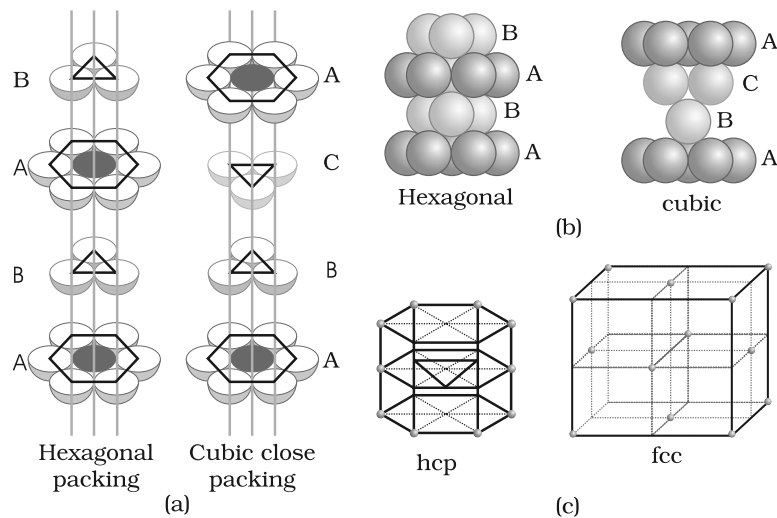 B
A
B
A
Hexagonal
packing
A
C
B
A
Cubic close
packing
(a)
B
A
B
A
Hexagonal
A
C
B
A
cubic
(b)
hcp
fcc
(c)